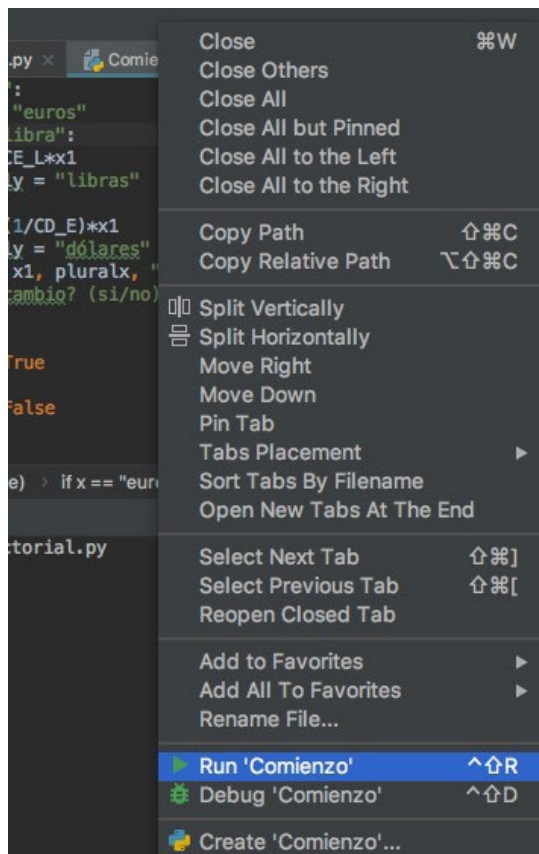 .py × Comie
":
"euros"
libra":
CE_L*x1
ly = "libras"
(1/CD_E)*x1
ly = "dólares"
x1, pluralx, "
cambio? (si/no)
True
False
e) › if x == "euro
ctorial.py
Close ⌘W
Close Others
Close All
Close All but Pinned
Close All to the Left
Close All to the Right
Copy Path ⇧⌘C
Copy Relative Path ⌥⇧⌘C
Split Vertically
Split Horizontally
Move Right
Move Down
Pin Tab
Tabs Placement
Sort Tabs By Filename
Open New Tabs At The End
Select Next Tab ⇧⌘]
Select Previous Tab ⇧⌘[
Reopen Closed Tab
Add to Favorites
Add All To Favorites
Rename File...
Run 'Comienzo' ^⇧R
Debug 'Comienzo' ^⇧D
Create 'Comienzo'...